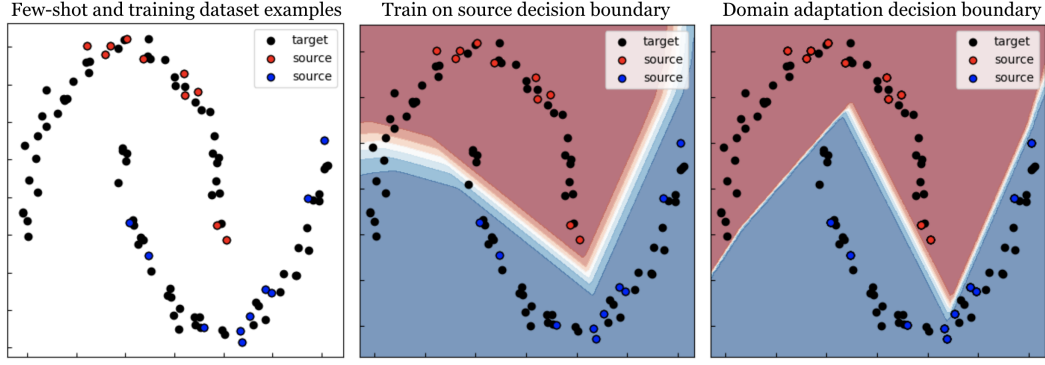 Few-shot and training dataset examples
target
source
source
Train on source decision boundary
target
source
source
Domain adaptation decision boundary
target
source
source